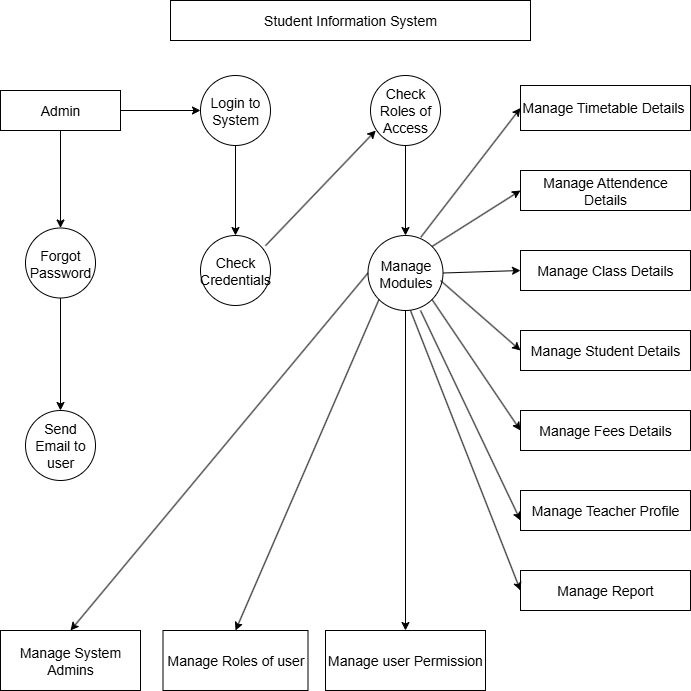 Student Information System
Admin
Login to
System
Check
Roles of
Access
Manage Timetable Details
Manage Attendence
Details
Forgot
Password
Check
Credentials
Manage
Modules
Manage Class Details
Manage Student Details
Send
Email to
user
Manage Fees Details
Manage Teacher Profile
Manage Report
Manage System
Admins
Manage Roles of user
Manage user Permission